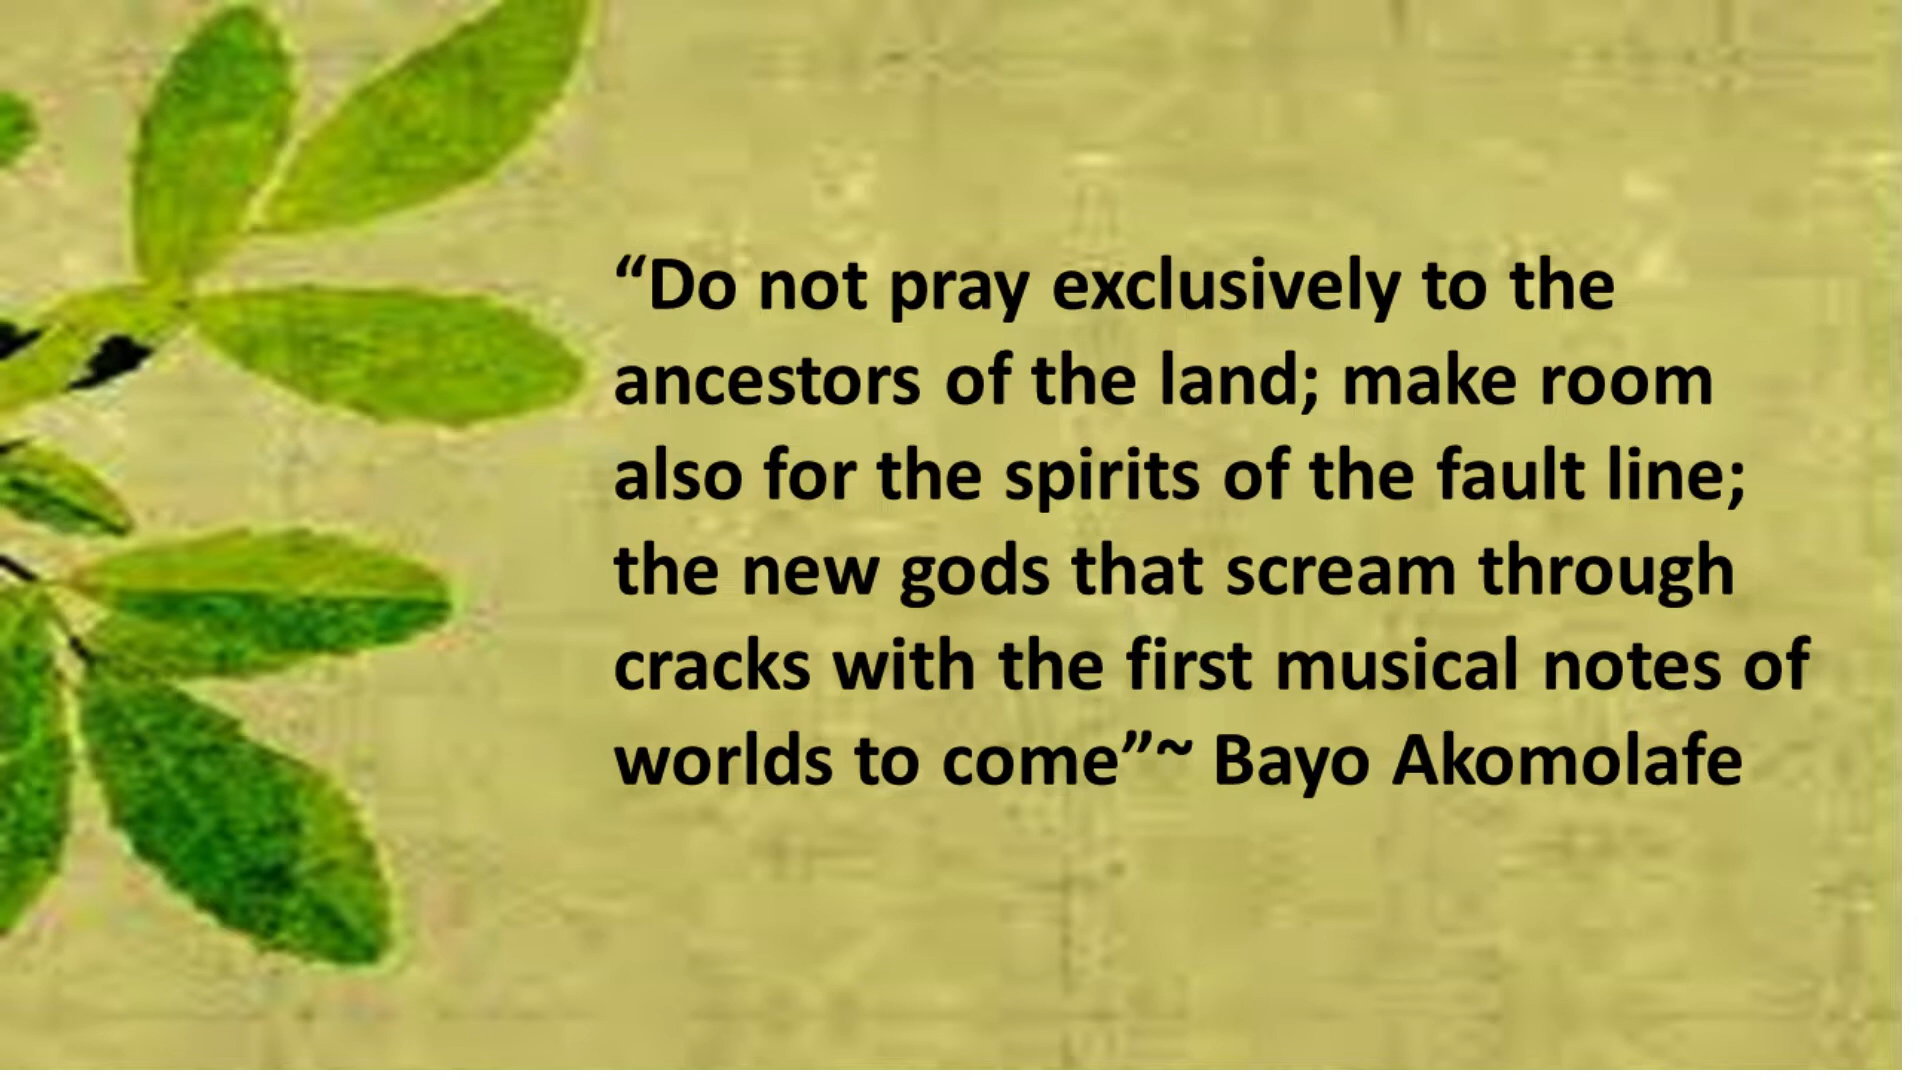 “Do not pray exclusively to the
ancestors of the land; make room
also for the spirits of the fault line;
the new gods that scream through
cracks with the first musical notes of
worlds to come”~ Bayo Akomolafe